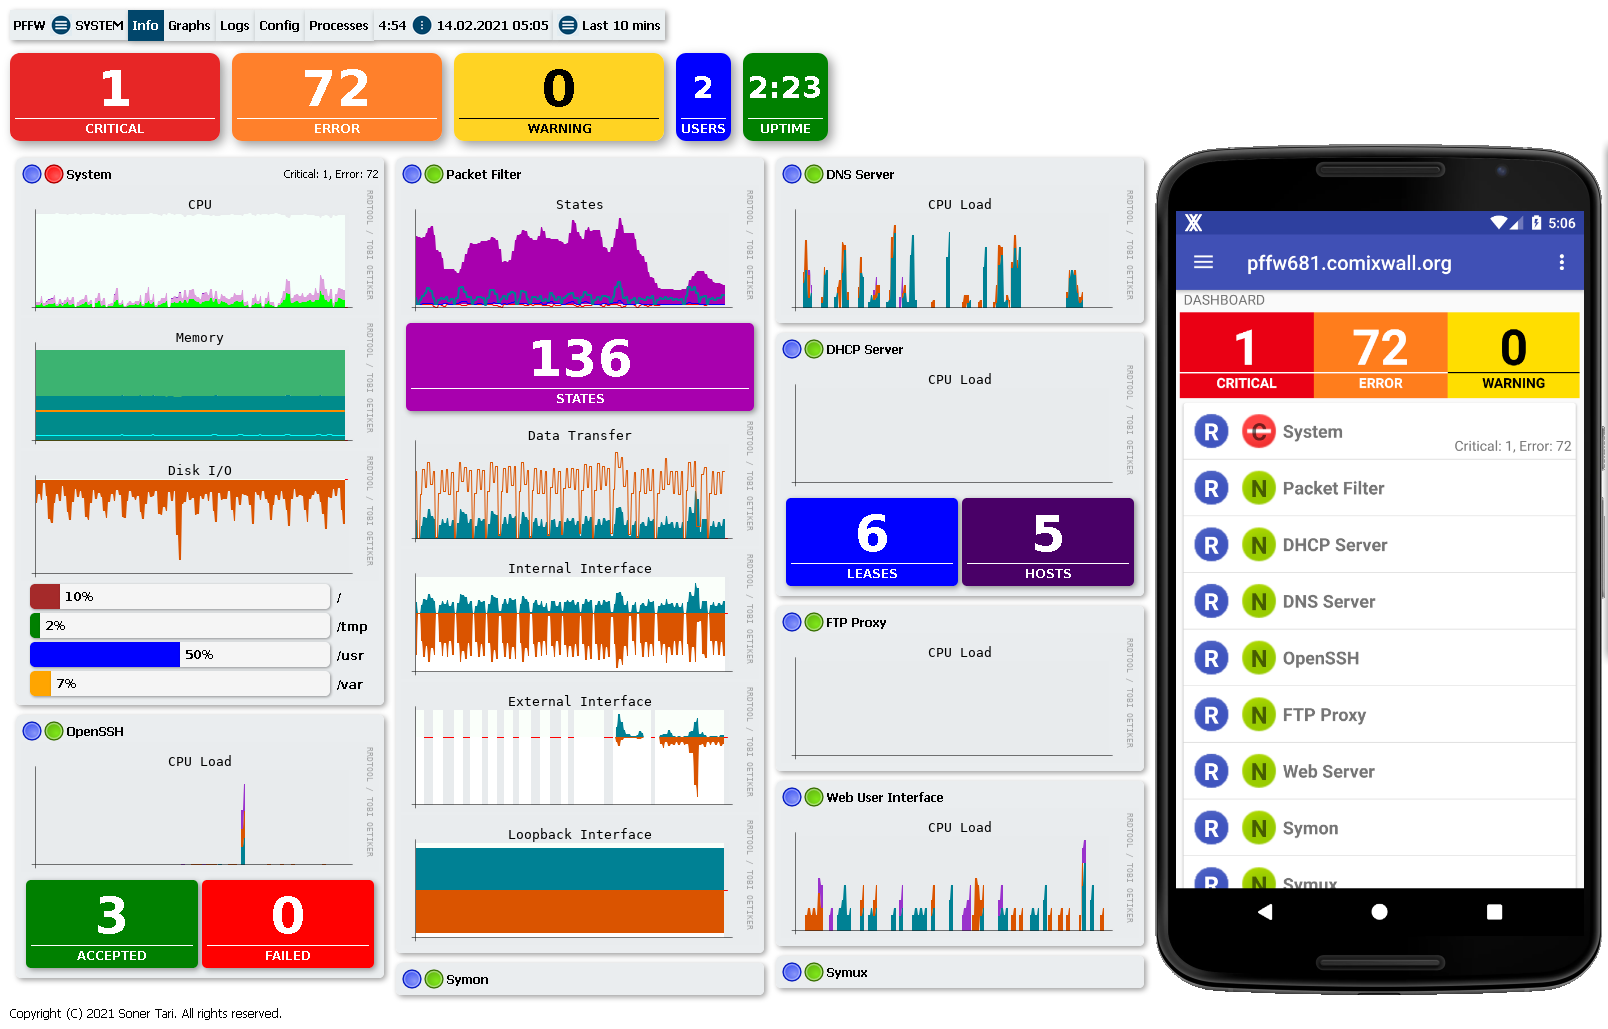 PFFW SYSTEM Info Graphs Logs Config Processes 4:54 14.02.2021 05:05 Last 10 mins
1
CRITICAL
72
ERROR
0
WARNING
2
USERS
2:23
UPTIME
System
Critical: 1, Error: 72
CPU
RRDTOOL / TOBI OETIKER
Memory
RRDTOOL / TOBI OETIKER
Disk I/O
RRDTOOL / TOBI OETIKER
10% /
2% /tmp
50% /usr
7% /var
OpenSSH
CPU Load
RRDTOOL / TOBI OETIKER
3
ACCEPTED
0
FAILED
Packet Filter
States
RRDTOOL / TOBI OETIKER
136
STATES
Data Transfer
RRDTOOL / TOBI OETIKER
Internal Interface
RRDTOOL / TOBI OETIKER
External Interface
RRDTOOL / TOBI OETIKER
Loopback Interface
RRDTOOL / TOBI OETIKER
Symon
DNS Server
CPU Load
RRDTOOL / TOBI OETIKER
DHCP Server
CPU Load
RRDTOOL / TOBI OETIKER
6
LEASES
5
HOSTS
FTP Proxy
CPU Load
RRDTOOL / TOBI OETIKER
Web User Interface
CPU Load
RRDTOOL / TOBI OETIKER
Symux
5:06
pffw681.comixwall.org
DASHBOARD
1
CRITICAL
72
ERROR
0
WARNING
R C System
Critical: 1, Error: 72
R N Packet Filter
R N DHCP Server
R N DNS Server
R N OpenSSH
R N FTP Proxy
R N Web Server
R N Symon
R N Symux
Copyright (C) 2021 Soner Tari. All rights reserved.